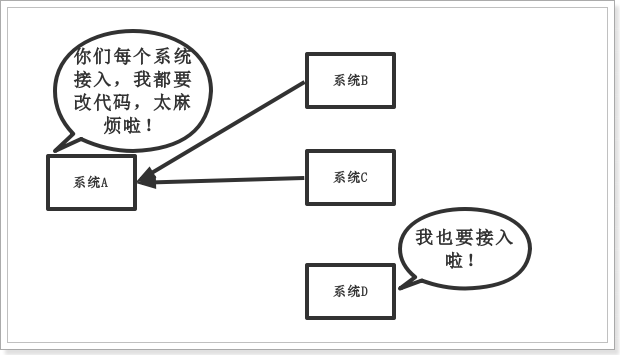 你们每个系统
接入，我都要
改代码，太麻
烦啦！
系统B
系统A
系统C
我也要接入
啦！
系统D